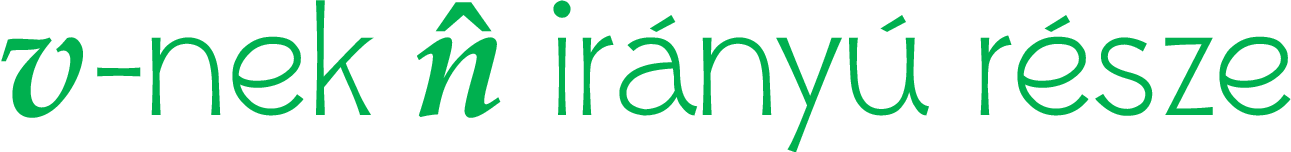 v-nek n̂ irányú része